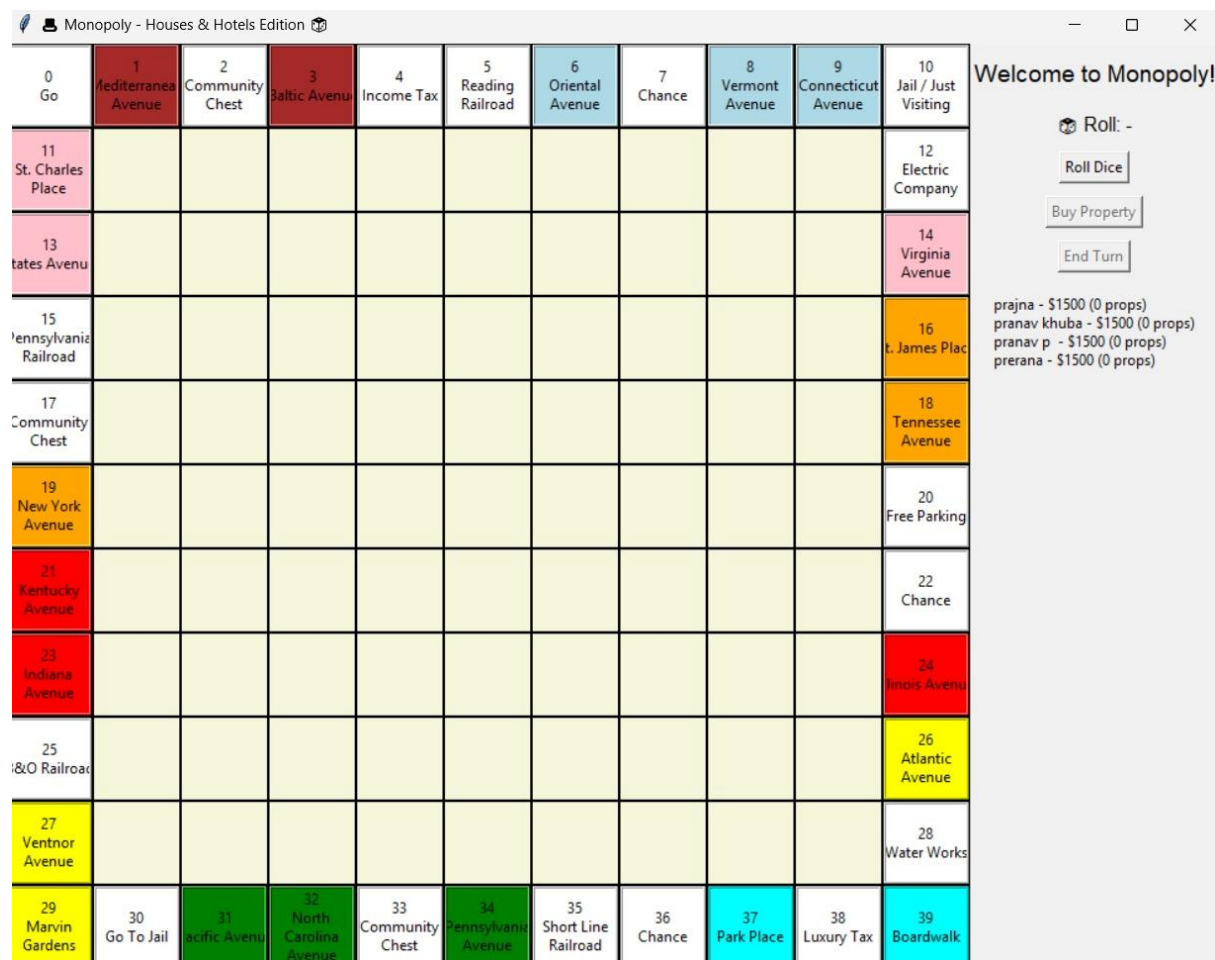 Monopoly - Houses & Hotels Edition
0
Go
1
Mediterranea
Avenue
2
Community
Chest
3
Baltic Avenu
4
Income Tax
5
Reading
Railroad
6
Oriental
Avenue
7
Chance
8
Vermont
Avenue
9
Connecticut
Avenue
10
Jail / Just
Visiting
Welcome to Monopoly!
Roll: -
Roll Dice
Buy Property
End Turn
prajna - $1500 (0 props)
pranav khuba - $1500 (0 props)
pranav p  - $1500 (0 props)
prerana - $1500 (0 props)
11
St. Charles
Place
12
Electric
Company
13
tates Avenu
14
Virginia
Avenue
15
Pennsylvania
Railroad
16
t. James Plac
17
Community
Chest
18
Tennessee
Avenue
19
New York
Avenue
20
Free Parking
21
Kentucky
Avenue
22
Chance
23
Indiana
Avenue
24
llinois Avenu
25
&O Railroad
26
Atlantic
Avenue
27
Ventnor
Avenue
28
Water Works
29
Marvin
Gardens
30
Go To Jail
31
acific Avenu
32
North
Carolina
Avenue
33
Community
Chest
34
Pennsylvania
Avenue
35
Short Line
Railroad
36
Chance
37
Park Place
38
Luxury Tax
39
Boardwalk